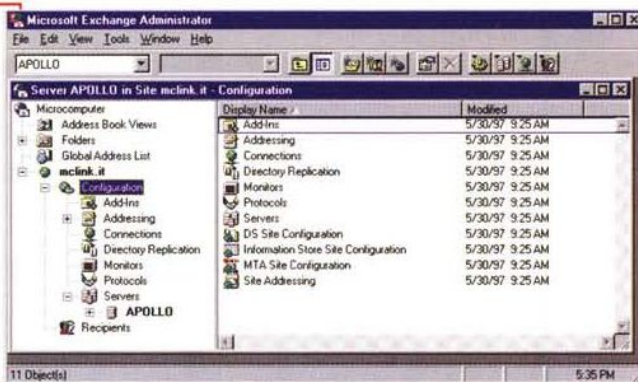 Microsoft Exchange Administrator
File Edit View Tools Window Help
APOLLO
Server APOLLO in Site mclink.it - Configuration
Microcomputer
Address Book Views
Folders
Global Address List
mclink.it
Configuration
Add-Ins
Addressing
Connections
Directory Replication
Monitors
Protocols
Servers
APOLLO
Recipients
Display Name Modified
Add-Ins 5/30/97 9:25 AM
Addressing 5/30/97 9:25 AM
Connections 5/30/97 9:25 AM
Directory Replication 5/30/97 9:25 AM
Monitors 5/30/97 9:25 AM
Protocols 5/30/97 9:25 AM
Servers 5/30/97 9:25 AM
DS Site Configuration 5/30/97 9:25 AM
Information Store Site Configuration 5/30/97 9:25 AM
MTA Site Configuration 5/30/97 9:25 AM
Site Addressing 5/30/97 9:25 AM
11 Object(s) 5:35 PM